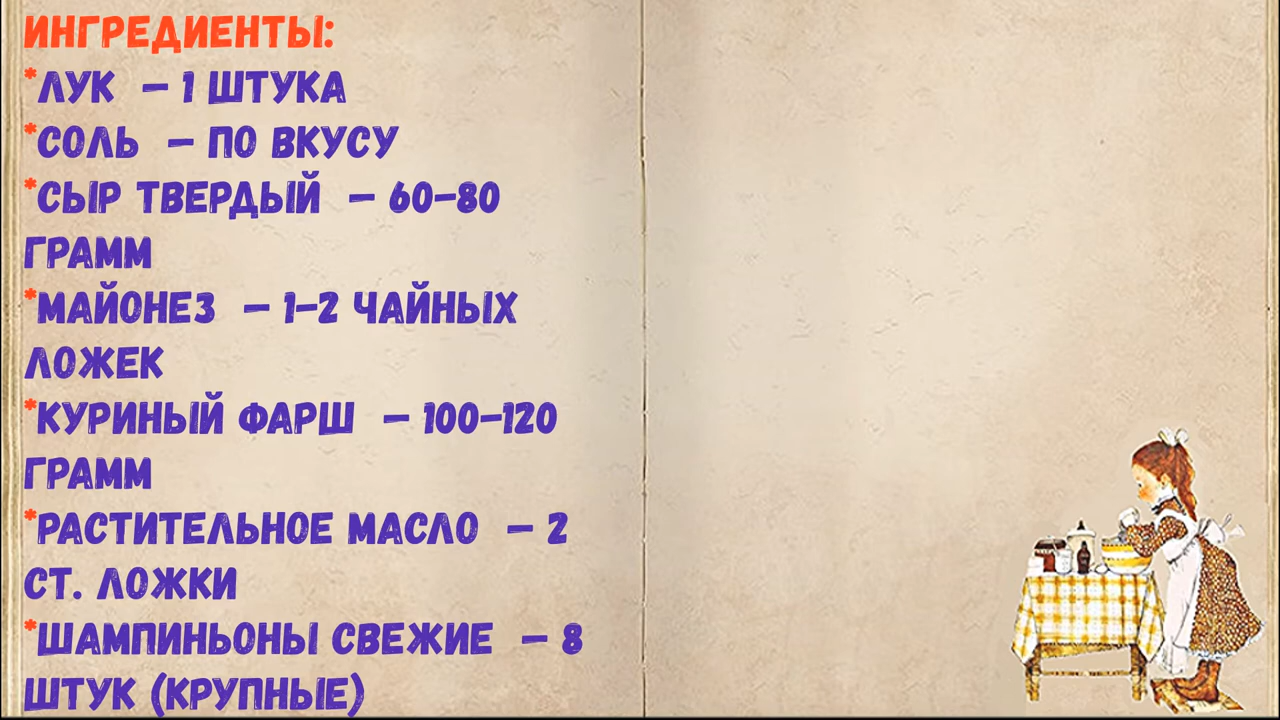 ИНГРЕДИЕНТЫ:
*ЛУК – 1 ШТУКА
*СОЛЬ – ПО ВКУСУ
*СЫР ТВЕРДЫЙ – 60-80
ГРАММ
*МАЙОНЕЗ – 1-2 ЧАЙНЫХ
ЛОЖЕК
*КУРИНЫЙ ФАРШ – 100-120
ГРАММ
*РАСТИТЕЛЬНОЕ МАСЛО – 2
СТ. ЛОЖКИ
*ШАМПИНЬОНЫ СВЕЖИЕ – 8
ШТУК (КРУПНЫЕ)